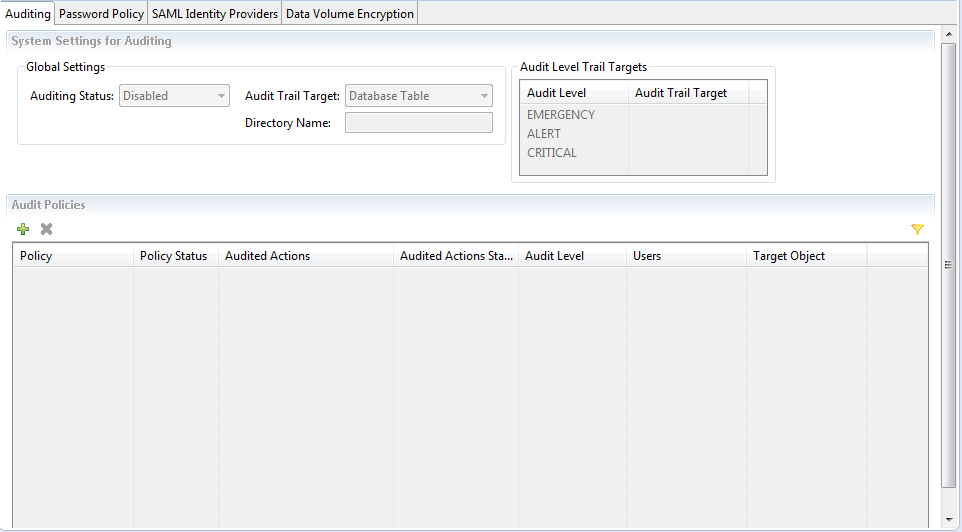 Auditing Password Policy SAML Identity Providers Data Volume Encryption
System Settings for Auditing
Global Settings
Auditing Status: Disabled Audit Trail Target: Database Table
Directory Name:
Audit Level Trail Targets
Audit Level Audit Trail Target
EMERGENCY
ALERT
CRITICAL
Audit Policies
Policy Policy Status Audited Actions Audited Actions Sta... Audit Level Users Target Object